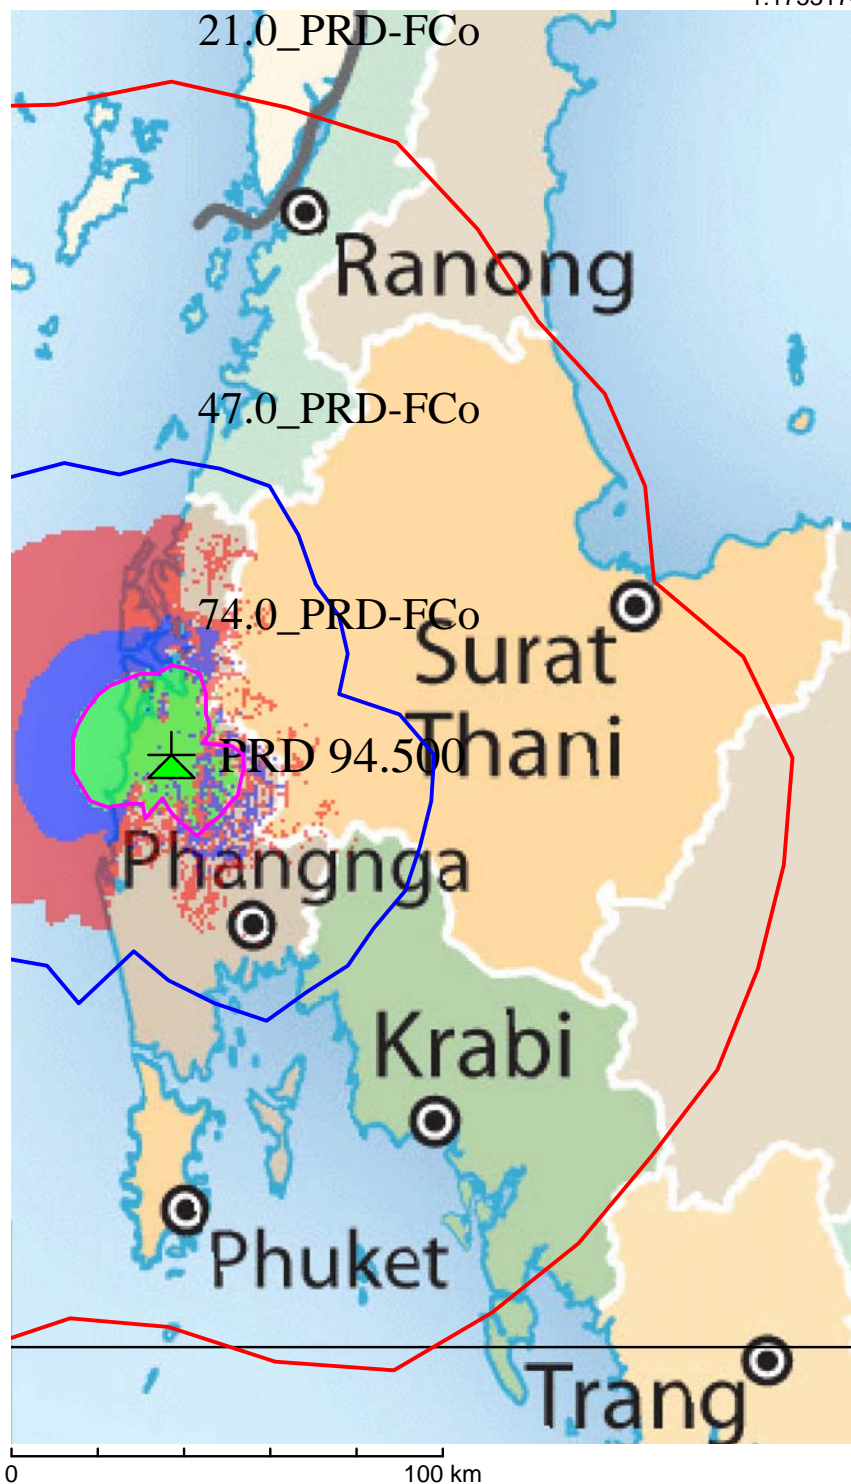 21.0_PRD-FCo
Ranong
47.0_PRD-FCo
74.0_PRD-FCo
Surat
Thani
PRD 94.500
Phangnga
Krabi
Phuket
Trang
0
100 km